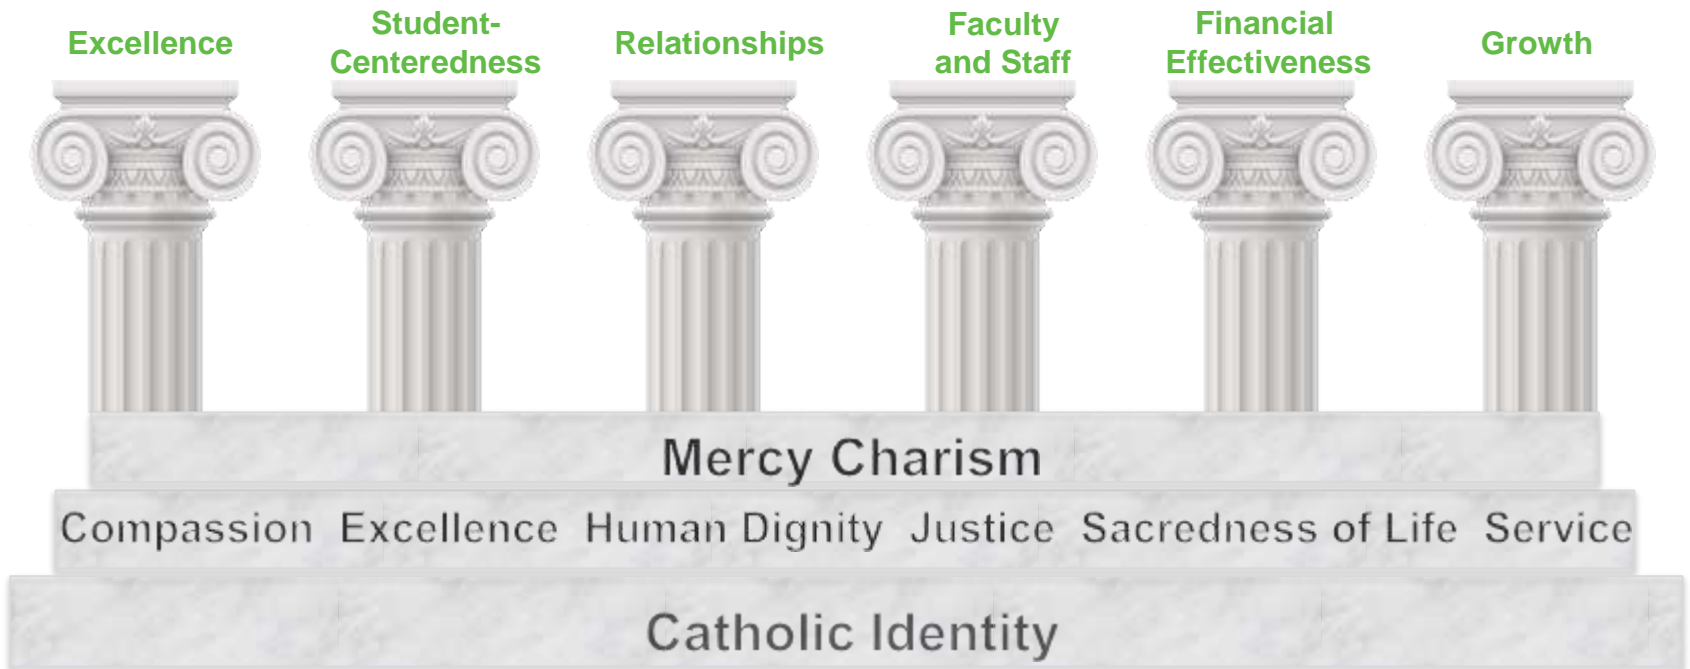 Excellence
Student-
Centeredness
Relationships
Faculty
and Staff
Financial
Effectiveness
Growth
Mercy Charism
Compassion Excellence Human Dignity Justice Sacredness of Life Service
Catholic Identity